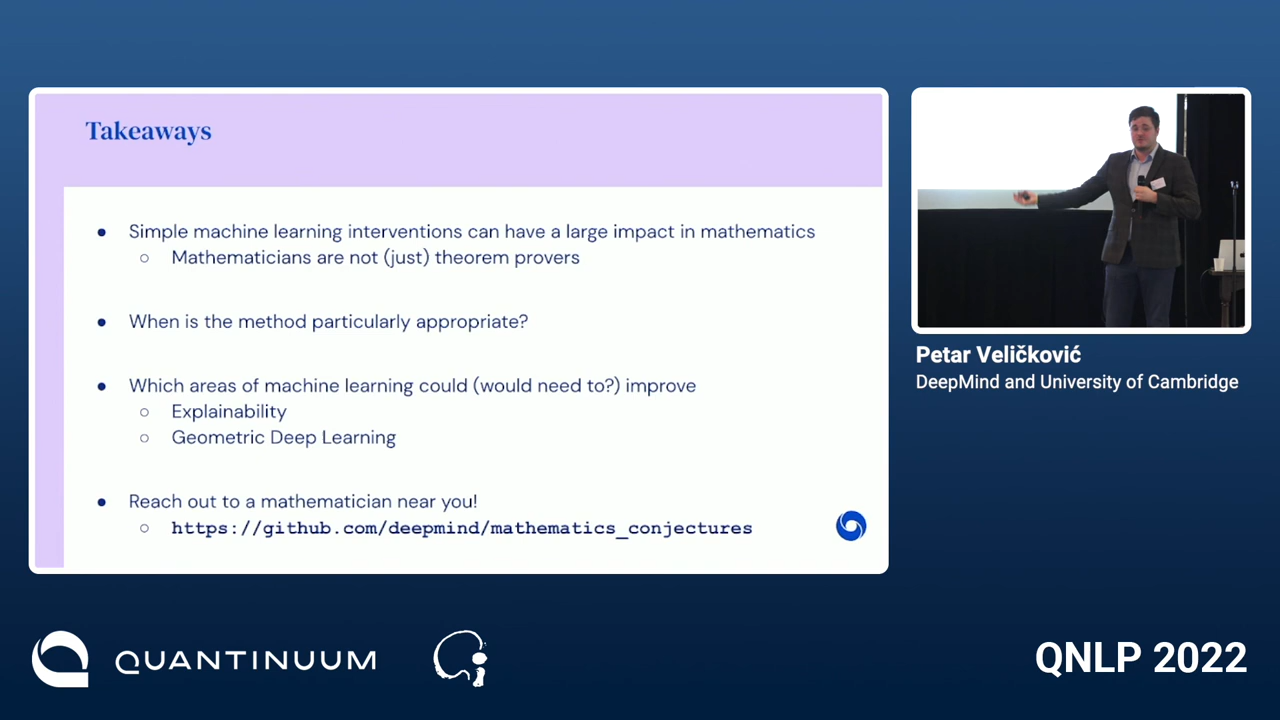 Takeaways
● Simple machine learning interventions can have a large impact in mathematics
○ Mathematicians are not (just) theorem provers
● When is the method particularly appropriate?
● Which areas of machine learning could (would need to?) improve
○ Explainability
○ Geometric Deep Learning
● Reach out to a mathematician near you!
○ https://github.com/deepmind/mathematics_conjectures
Petar Veličković
DeepMind and University of Cambridge
QUANTINUUM
QNLP 2022